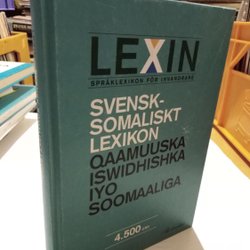 LEXIN
SPRÅKLEXIKON FÖR INVANDRARE
SVENSK-
SOMALISKT
LEXIKON
QAAMUUSKA
ISWIDHISHKA
IYO
SOOMAALIGA
4.500